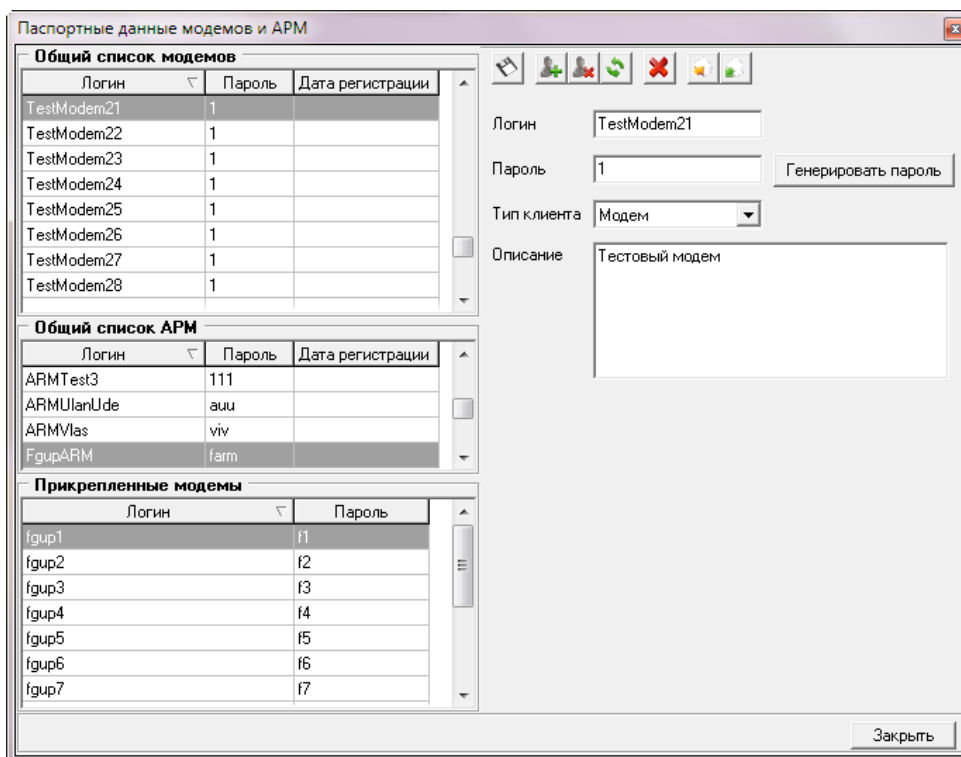 Паспортные данные модемов и АРМ
Общий список модемов
Логин Пароль Дата регистрации
TestModem21 1
TestModem22 1
TestModem23 1
TestModem24 1
TestModem25 1
TestModem26 1
TestModem27 1
TestModem28 1
Общий список АРМ
Логин Пароль Дата регистрации
ARMTest3 111
ARMUlanUde auu
ARMVlas viv
FgupARM farm
Прикрепленные модемы
Логин Пароль
fgup1 f1
fgup2 f2
fgup3 f3
fgup4 f4
fgup5 f5
fgup6 f6
fgup7 f7
Логин TestModem21
Пароль 1 Генерировать пароль
Тип клиента Модем
Описание Тестовый модем
Закрыть